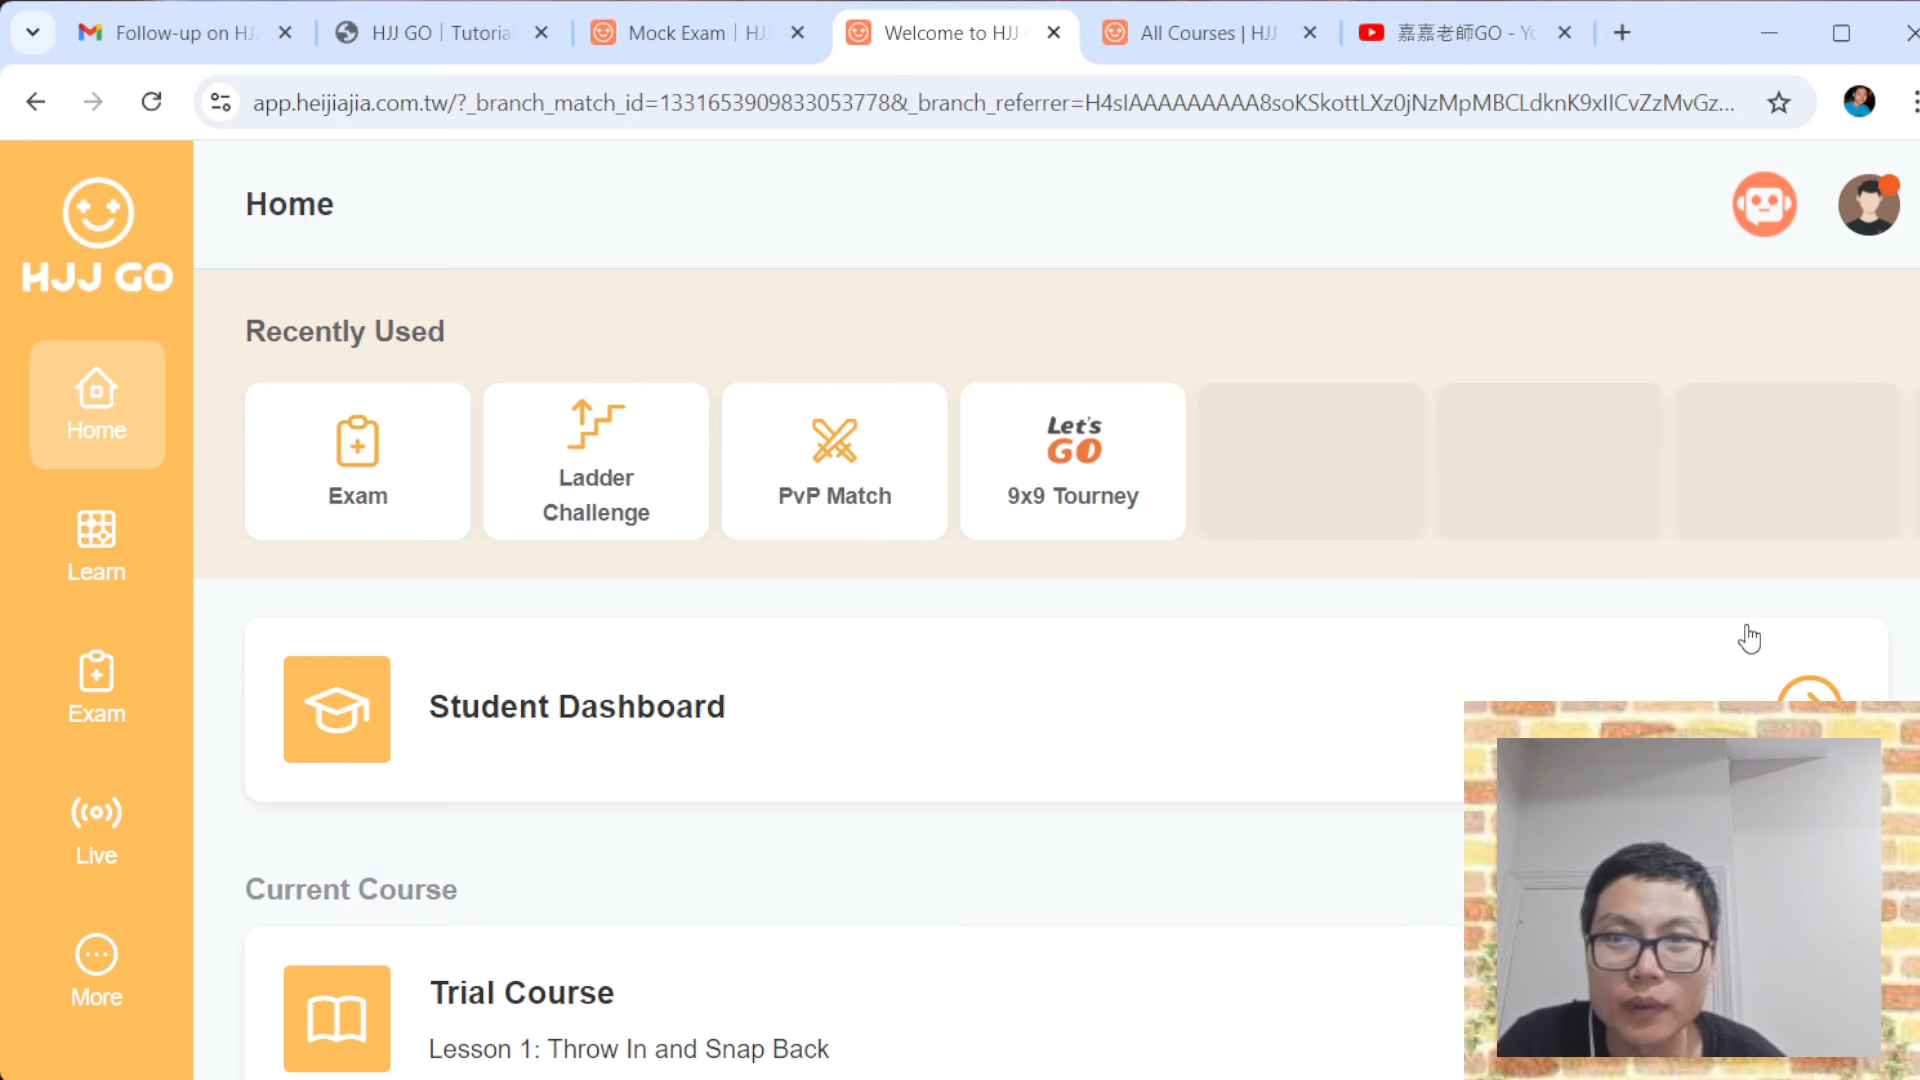 Follow-up on HJ
HJJ GO | Tutoria
Mock Exam | HJ
Welcome to HJJ
All Courses | HJJ
嘉嘉老師GO - Yo
app.heijiajia.com.tw/?_branch_match_id=1331653909833053778&_branch_referrer=H4sIAAAAAAAAA8soKSkottLXz0jNzMpMBCLdknK9xIICvZzMvGz...
Home
HJJ GO
Recently Used
Home
Exam
Ladder
Challenge
PvP Match
Let's
GO
9x9 Tourney
Learn
Exam
Student Dashboard
Live
Current Course
More
Trial Course
Lesson 1: Throw In and Snap Back